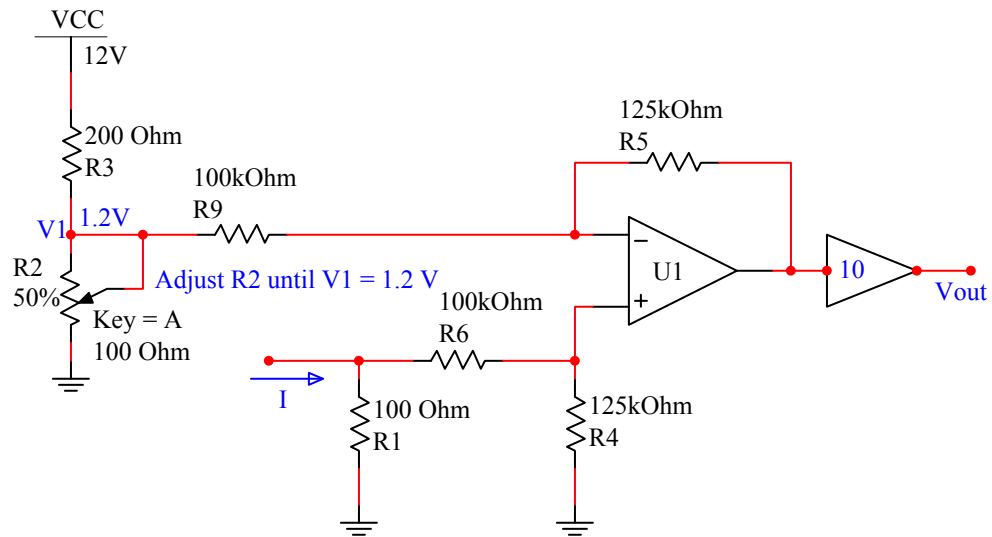 VCC
12V
200 Ohm
R3
V1
1.2V
100kOhm
R9
R2
50%
Key = A
100 Ohm
Adjust R2 until V1 = 1.2 V
125kOhm
R5
U1
10
Vout
100kOhm
R6
I
100 Ohm
R1
125kOhm
R4